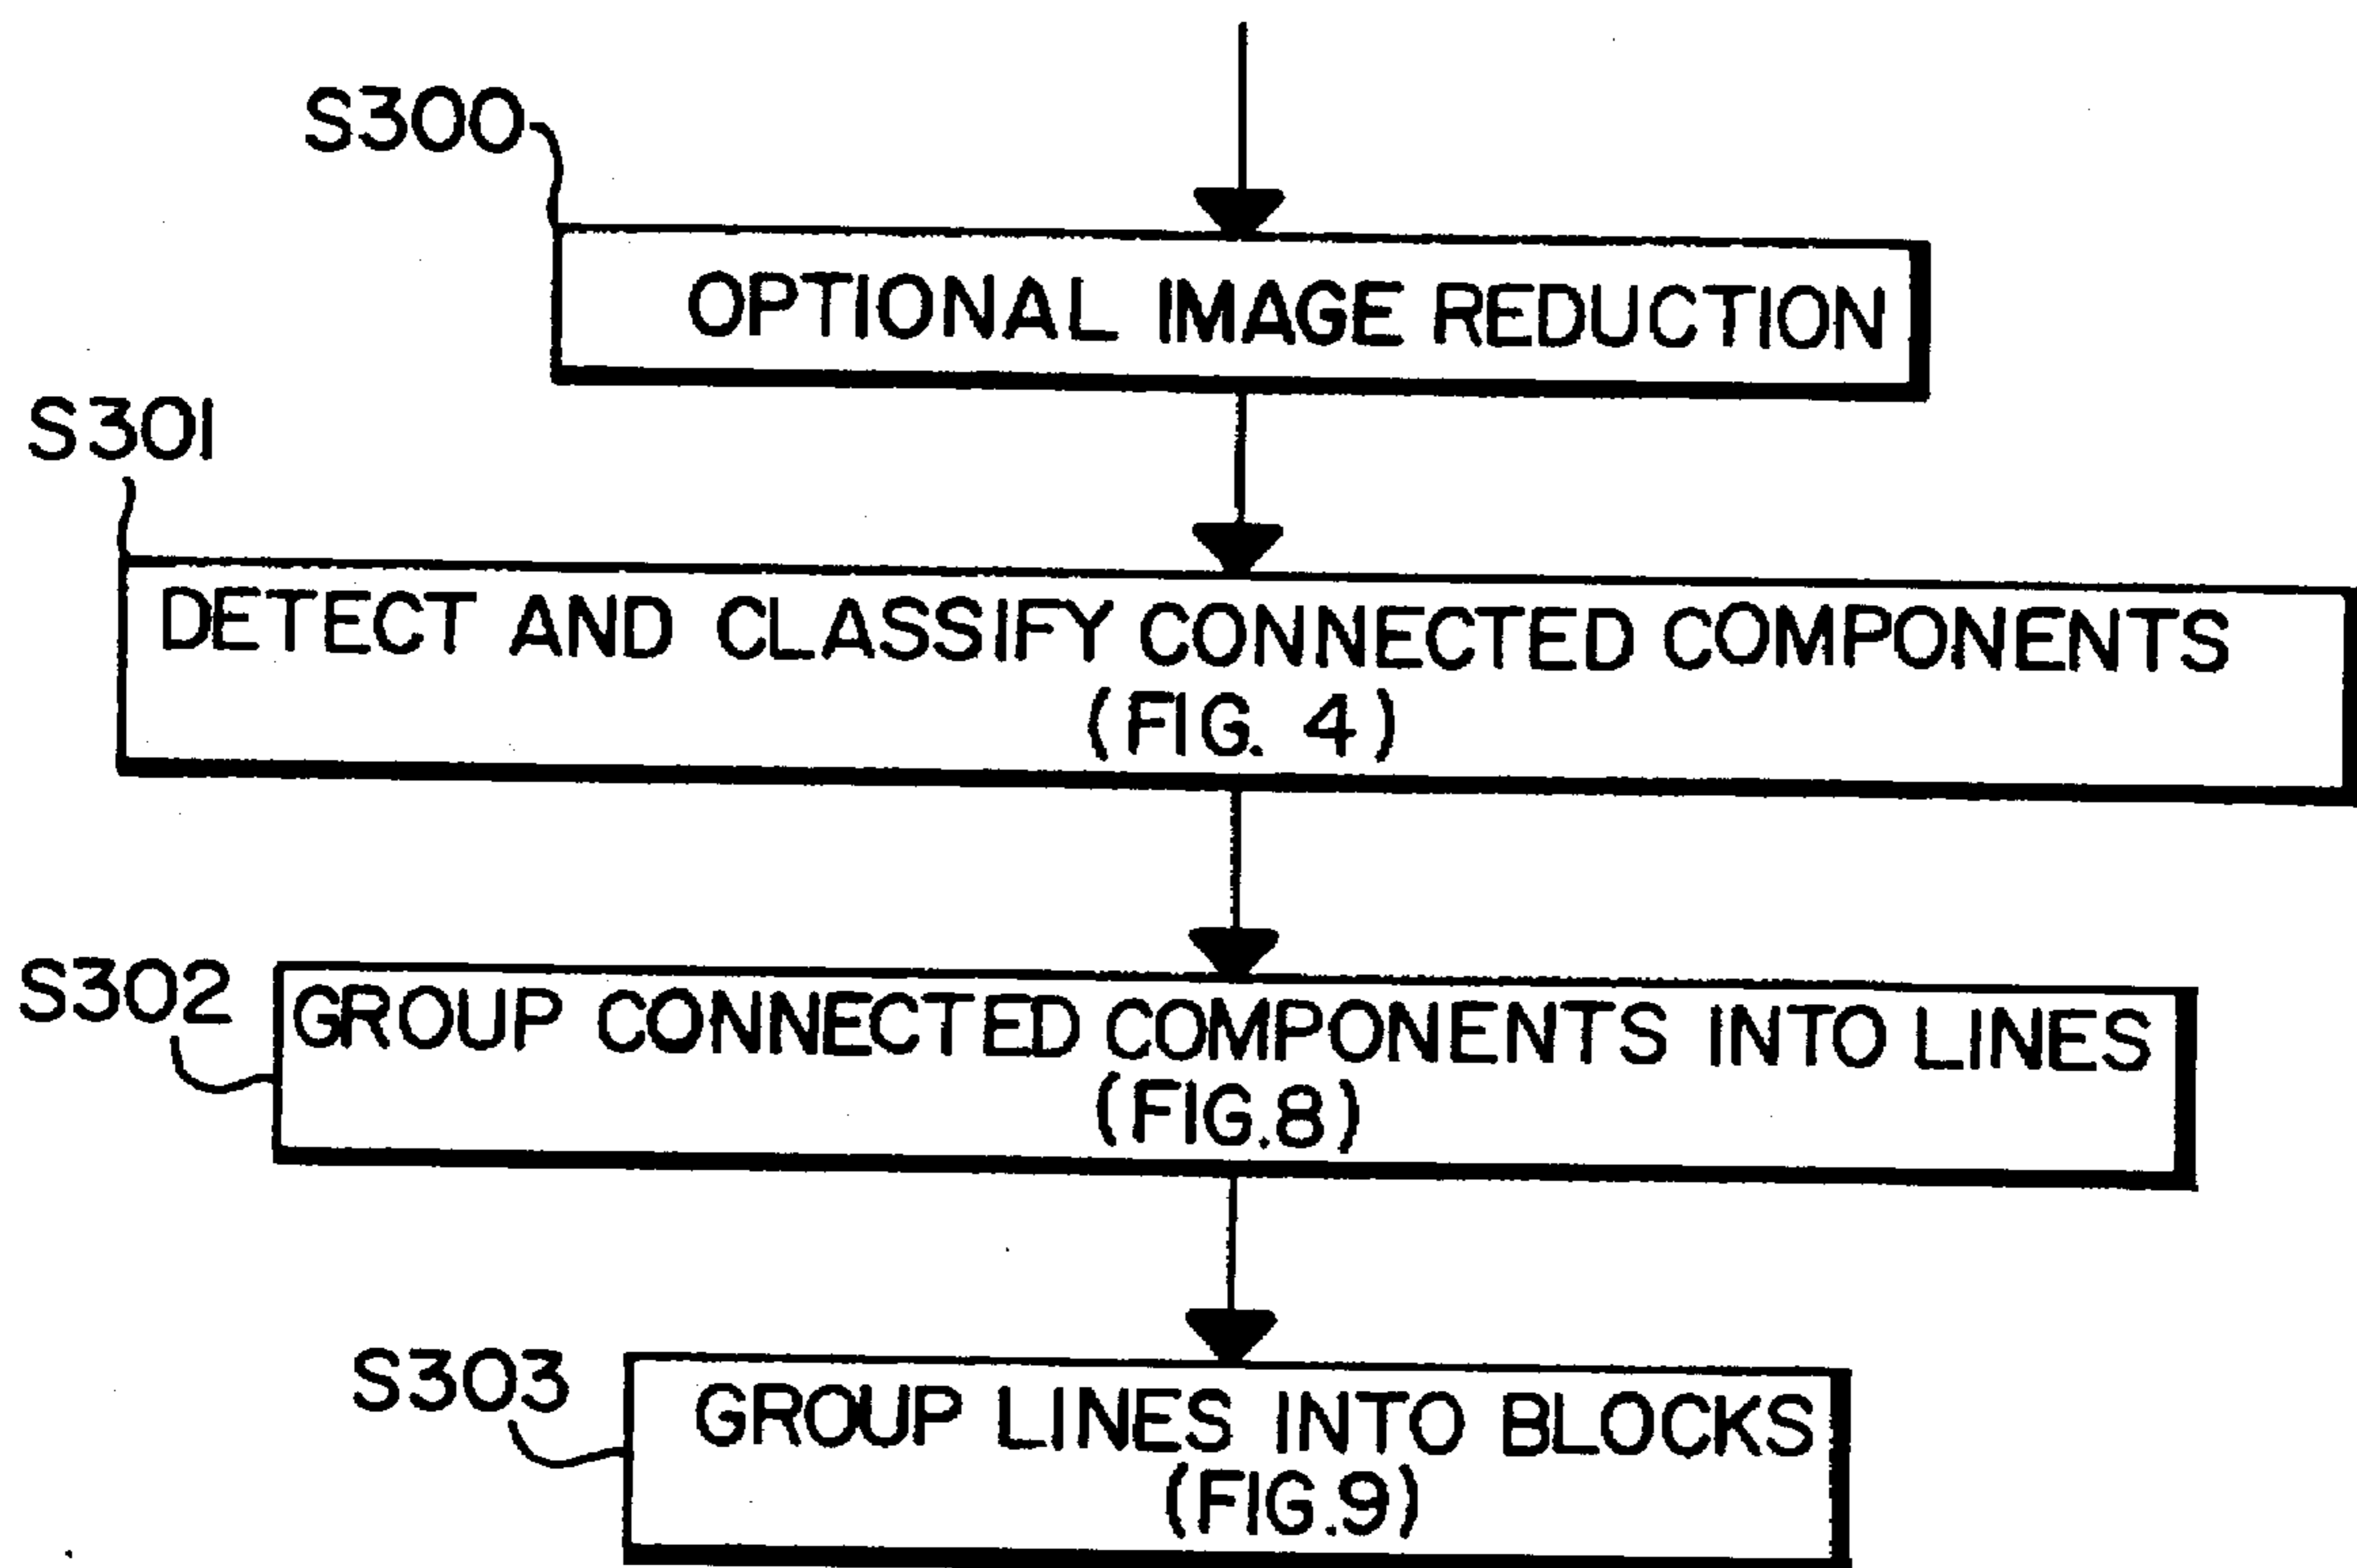 S300
OPTIONAL IMAGE REDUCTION
S301
DETECT AND CLASSIFY CONNECTED COMPONENTS
(FIG. 4)
S302
GROUP CONNECTED COMPONENTS INTO LINES
(FIG.8)
S303
GROUP LINES INTO BLOCKS
(FIG.9)